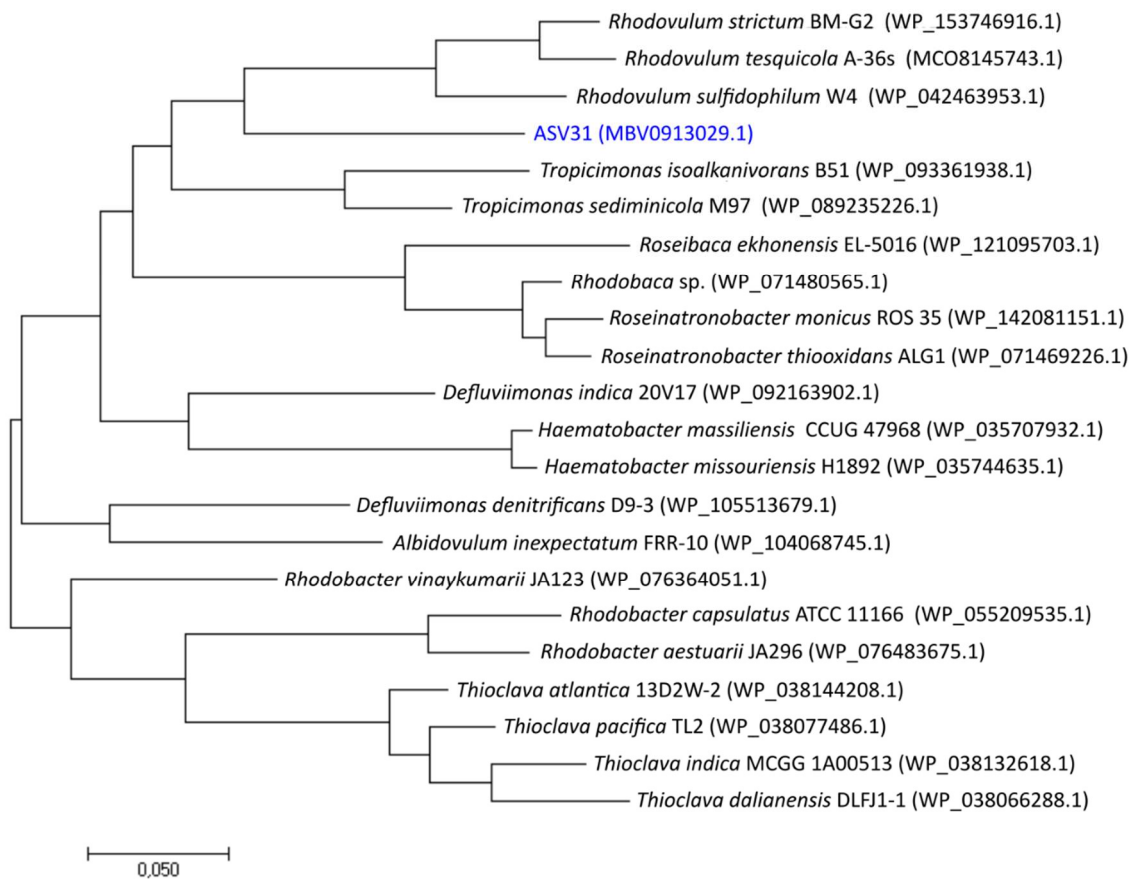 Rhodovulum strictum BM-G2 (WP_153746916.1)
Rhodovulum tesquicola A-36s (MCO8145743.1)
Rhodovulum sulfidophilum W4 (WP_042463953.1)
ASV31 (MBV0913029.1)
Tropicimonas isoalkanivorans B51 (WP_093361938.1)
Tropicimonas sediminicola M97 (WP_089235226.1)
Roseibaca ekhonensis EL-5016 (WP_121095703.1)
Rhodobaca sp. (WP_071480565.1)
Roseinatronobacter monicus ROS 35 (WP_142081151.1)
Roseinatronobacter thiooxidans ALG1 (WP_071469226.1)
Defluviimonas indica 20V17 (WP_092163902.1)
Haematobacter massiliensis CCUG 47968 (WP_035707932.1)
Haematobacter missouriensis H1892 (WP_035744635.1)
Defluviimonas denitrificans D9-3 (WP_105513679.1)
Albidovulum inexpectatum FRR-10 (WP_104068745.1)
Rhodobacter vinaykumarii JA123 (WP_076364051.1)
Rhodobacter capsulatus ATCC 11166 (WP_055209535.1)
Rhodobacter aestuarii JA296 (WP_076483675.1)
Thioclava atlantica 13D2W-2 (WP_038144208.1)
Thioclava pacifica TL2 (WP_038077486.1)
Thioclava indica MCGG 1A00513 (WP_038132618.1)
Thioclava dalianensis DLFJ1-1 (WP_038066288.1)
0,050